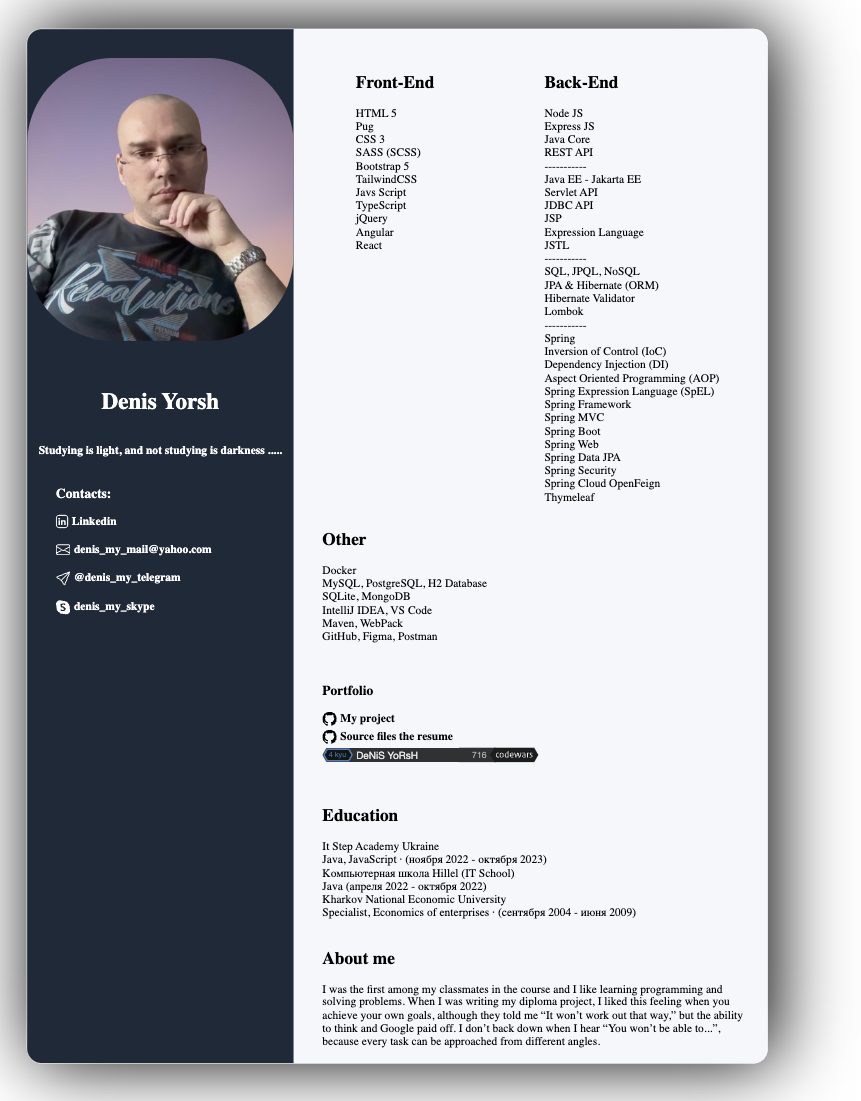 Revolutions
Denis Yorsh
Studying is light, and not studying is darkness .....
Contacts:
Linkedin
denis_my_mail@yahoo.com
@denis_my_telegram
denis_my_skype
Front-End
HTML 5
Pug
CSS 3
SASS (SCSS)
Bootstrap 5
TailwindCSS
Javs Script
TypeScript
jQuery
Angular
React
Back-End
Node JS
Express JS
Java Core
REST API
-----------
Java EE - Jakarta EE
Servlet API
JDBC API
JSP
Expression Language
JSTL
-----------
SQL, JPQL, NoSQL
JPA & Hibernate (ORM)
Hibernate Validator
Lombok
-----------
Spring
Inversion of Control (IoC)
Dependency Injection (DI)
Aspect Oriented Programming (AOP)
Spring Expression Language (SpEL)
Spring Framework
Spring MVC
Spring Boot
Spring Web
Spring Data JPA
Spring Security
Spring Cloud OpenFeign
Thymeleaf
Other
Docker
MySQL, PostgreSQL, H2 Database
SQLite, MongoDB
IntelliJ IDEA, VS Code
Maven, WebPack
GitHub, Figma, Postman
Portfolio
My project
Source files the resume
4 kyu DeNiS YoRsH 716 codewars
Education
It Step Academy Ukraine
Java, JavaScript · (ноября 2022 - октября 2023)
Компьютерная школа Hillel (IT School)
Java (апреля 2022 - октября 2022)
Kharkov National Economic University
Specialist, Economics of enterprises · (сентября 2004 - июня 2009)
About me
I was the first among my classmates in the course and I like learning programming and
solving problems. When I was writing my diploma project, I liked this feeling when you
achieve your own goals, although they told me “It won’t work out that way,” but the ability
to think and Google paid off. I don’t back down when I hear “You won’t be able to...”,
because every task can be approached from different angles.